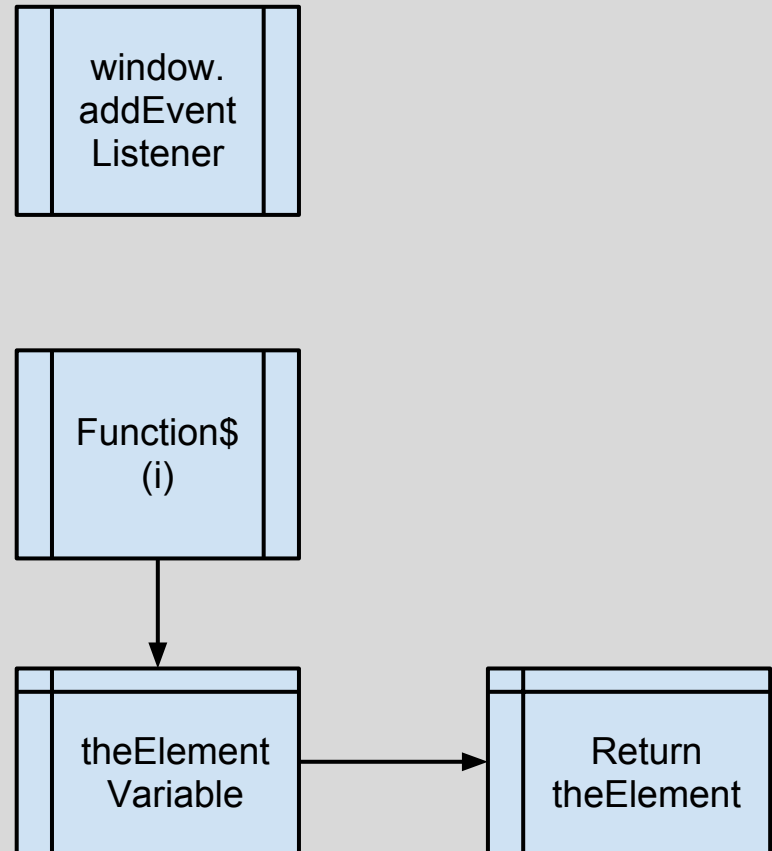 window.
addEvent
Listener
Function$
(i)
theElement
Variable
Return
theElement